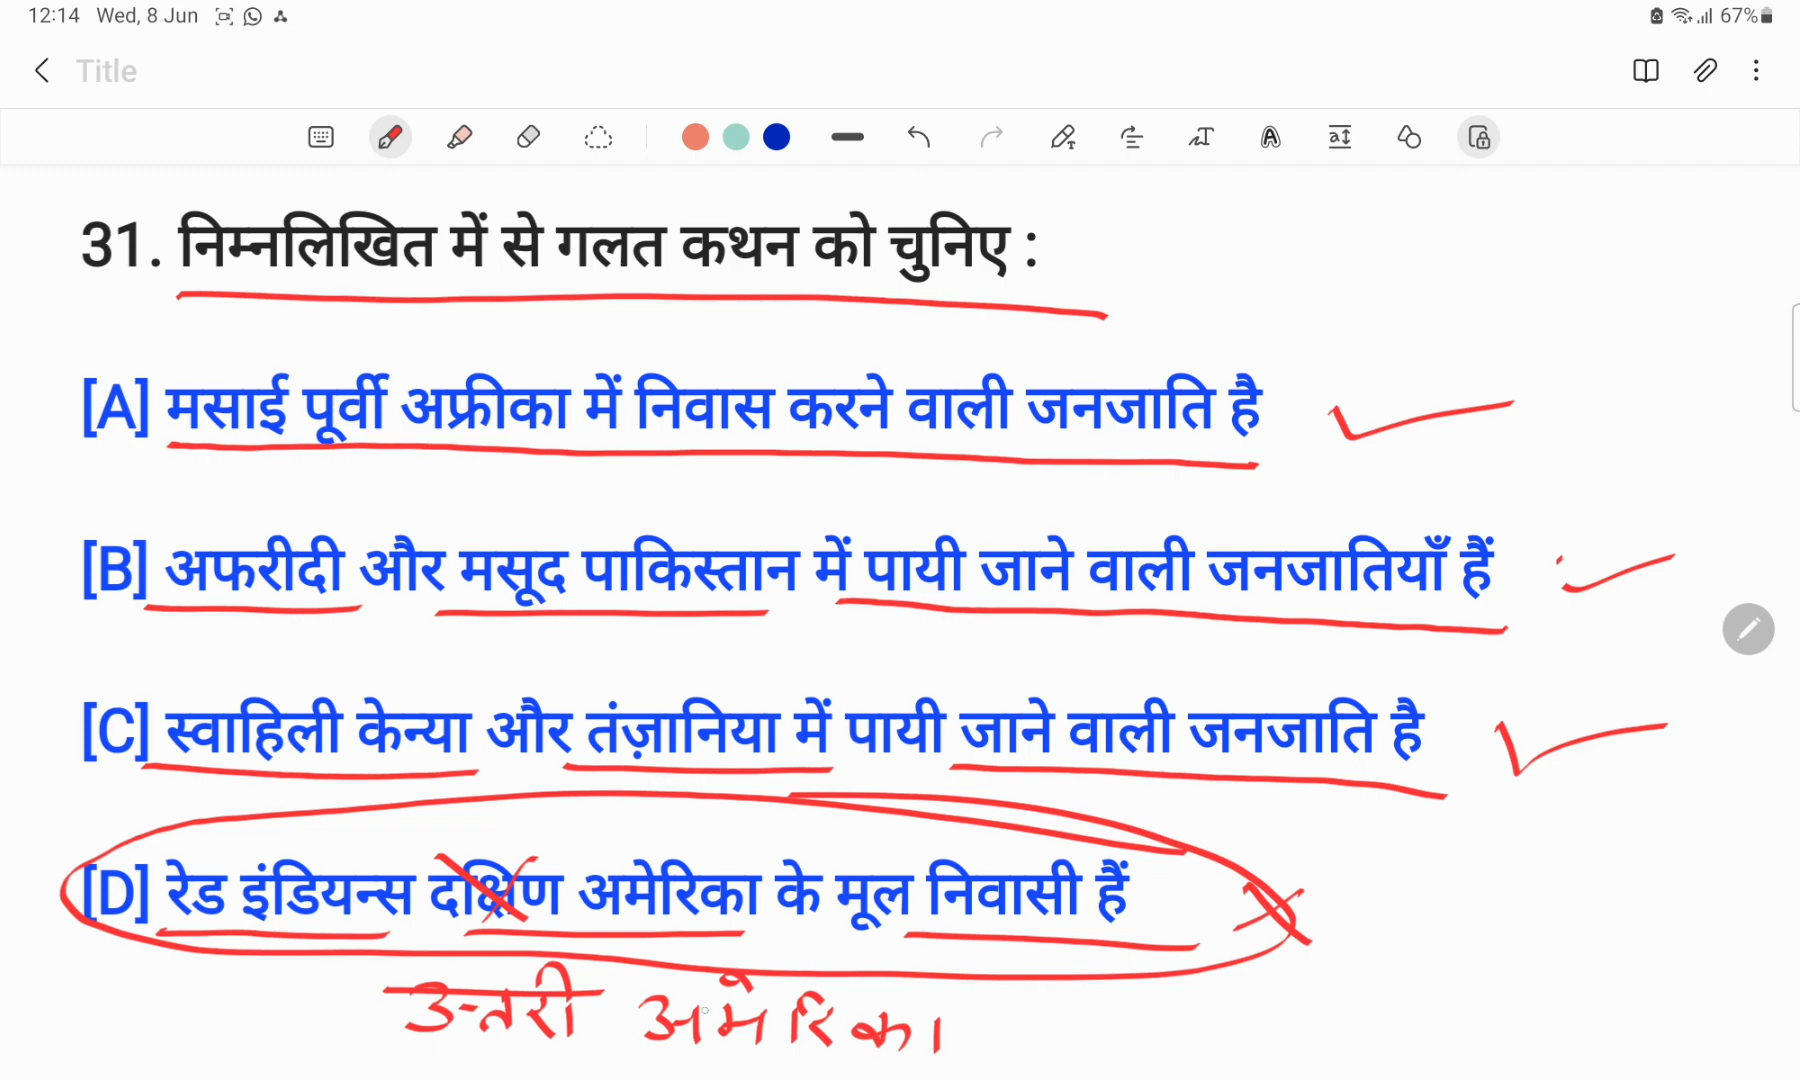 12:14 Wed, 8 Jun 67%
Title
31. निम्नलिखित में से गलत कथन को चुनिए :
[A] मसाई पूर्वी अफ्रीका में निवास करने वाली जनजाति है
[B] अफरीदी और मसूद पाकिस्तान में पायी जाने वाली जनजातियाँ हैं
[C] स्वाहिली केन्या और तंज़ानिया में पायी जाने वाली जनजाति है
[D] रेड इंडियन्स दक्षिण अमेरिका के मूल निवासी हैं
उत्तरी अमेरिका